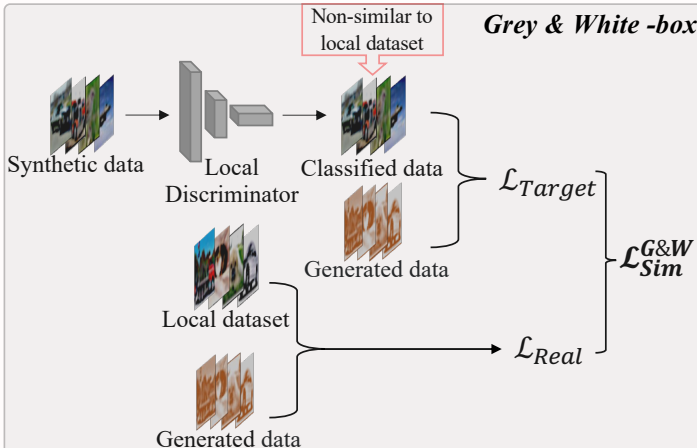 Non-similar to
local dataset
Grey & White -box
Synthetic data
Local
Discriminator
Classified data
Generated data
ℒ_Target
ℒ_Sim^G&W
Local dataset
ℒ_Real
Generated data